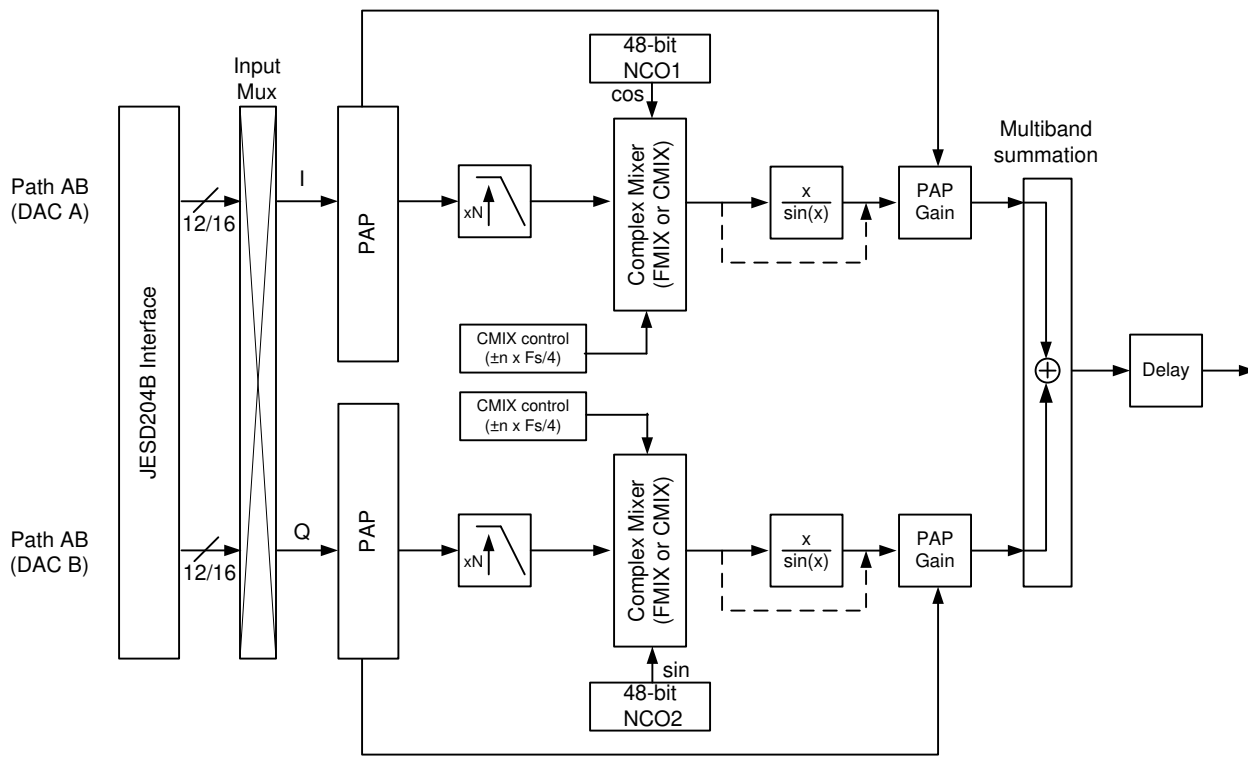 48-bit
NCO1
cos
Input
Mux
Multiband
summation
Path AB
(DAC A)
12/16
I
JESD204B Interface
PAP
xN
Complex Mixer
(FMIX or CMIX)
x
sin(x)
PAP
Gain
CMIX control
(±n x Fs/4)
Delay
CMIX control
(±n x Fs/4)
Path AB
(DAC B)
12/16
Q
PAP
xN
Complex Mixer
(FMIX or CMIX)
x
sin(x)
PAP
Gain
sin
48-bit
NCO2